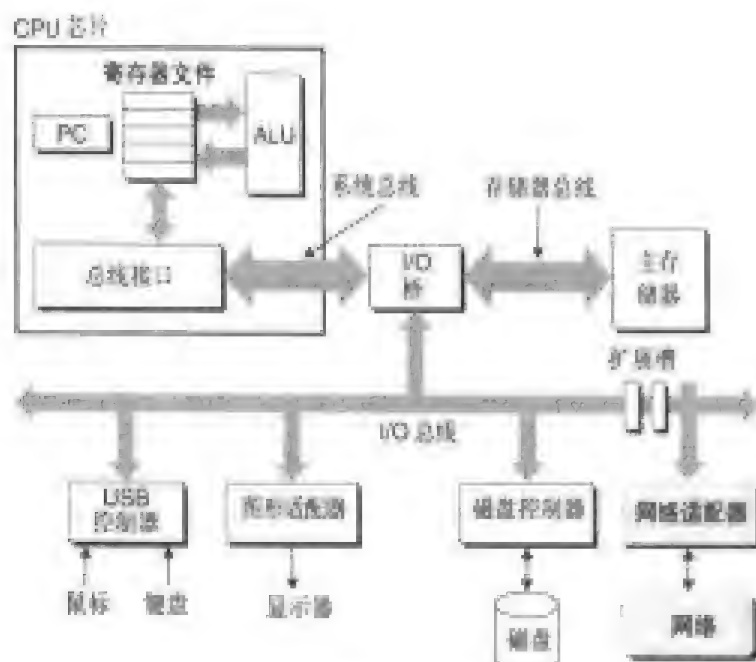 CPU 芯片
寄存器文件
PC
ALU
系统总线
存储器总线
总线接口
I/O
桥
主存
储器
扩展槽
I/O 总线
USB
控制器
图形适配器
磁盘控制器
网络适配器
鼠标
键盘
显示器
磁盘
网络